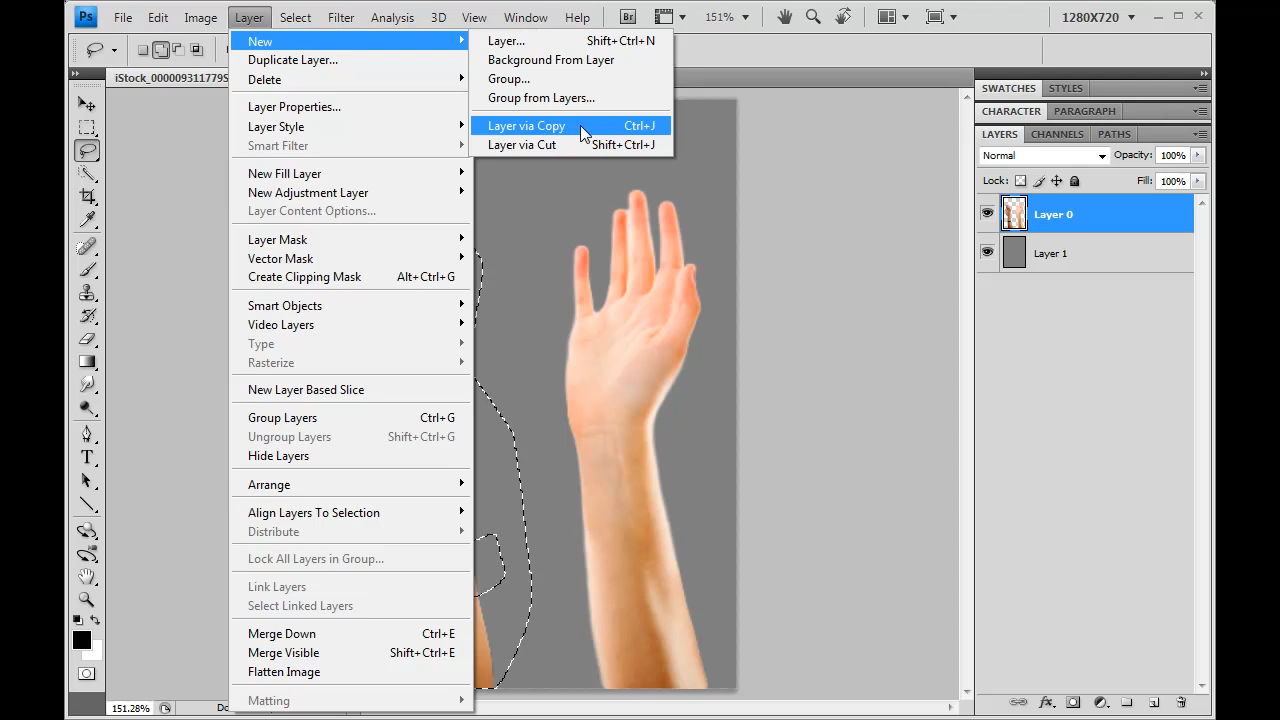 Ps File Edit Image Layer Select Filter Analysis 3D View Window Help Br 151% 1280X720
iStock_000009311779S
New
Duplicate Layer...
Delete
Layer Properties...
Layer Style
Smart Filter
New Fill Layer
New Adjustment Layer
Layer Content Options...
Layer Mask
Vector Mask
Create Clipping Mask Alt+Ctrl+G
Smart Objects
Video Layers
Type
Rasterize
New Layer Based Slice
Group Layers Ctrl+G
Ungroup Layers Shift+Ctrl+G
Hide Layers
Arrange
Align Layers To Selection
Distribute
Lock All Layers in Group...
Link Layers
Select Linked Layers
Merge Down Ctrl+E
Merge Visible Shift+Ctrl+E
Flatten Image
Matting
Layer... Shift+Ctrl+N
Background From Layer
Group...
Group from Layers...
Layer via Copy Ctrl+J
Layer via Cut Shift+Ctrl+J
SWATCHES STYLES
CHARACTER PARAGRAPH
LAYERS CHANNELS PATHS
Normal Opacity: 100%
Lock: Fill: 100%
Layer 0
Layer 1
T
fx
151.28%